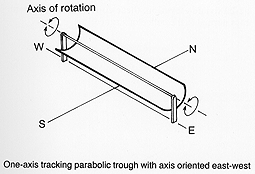 Axis of rotation
W
N
S
E
One-axis tracking parabolic trough with axis oriented east-west